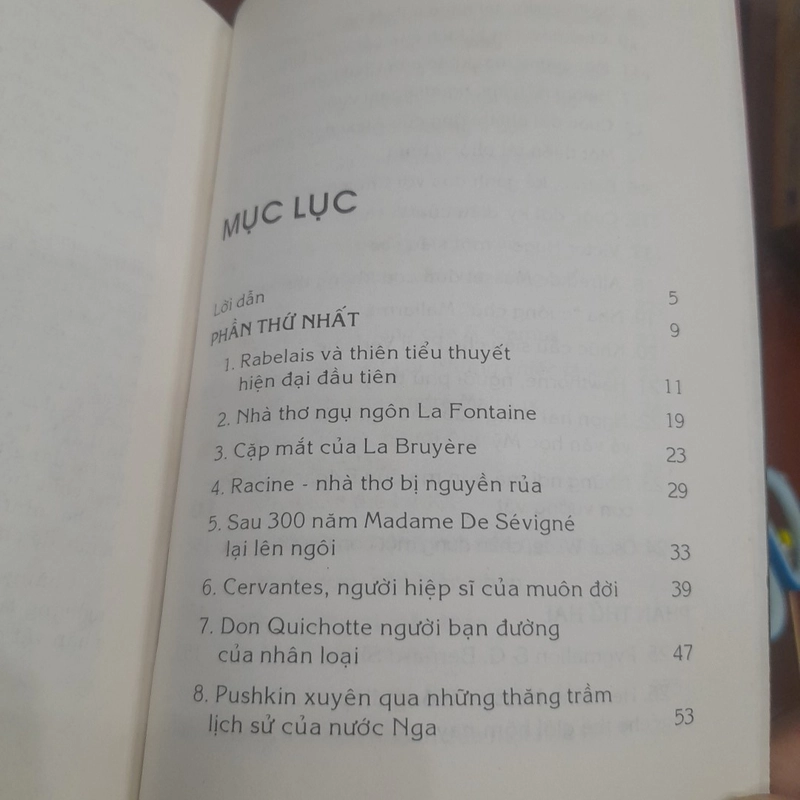 MỤC LỤC
Lời dẫn 5
PHẦN THỨ NHẤT 9
1. Rabelais và thiên tiểu thuyết
hiện đại đầu tiên 11
2. Nhà thơ ngụ ngôn La Fontaine 19
3. Cặp mắt của La Bruyère 23
4. Racine - nhà thơ bị nguyền rủa 29
5. Sau 300 năm Madame De Sévigné
lại lên ngôi 33
6. Cervantes, người hiệp sĩ của muôn đời 39
7. Don Quichotte người bạn đường
của nhân loại 47
8. Pushkin xuyên qua những thăng trầm
lịch sử của nước Nga 53